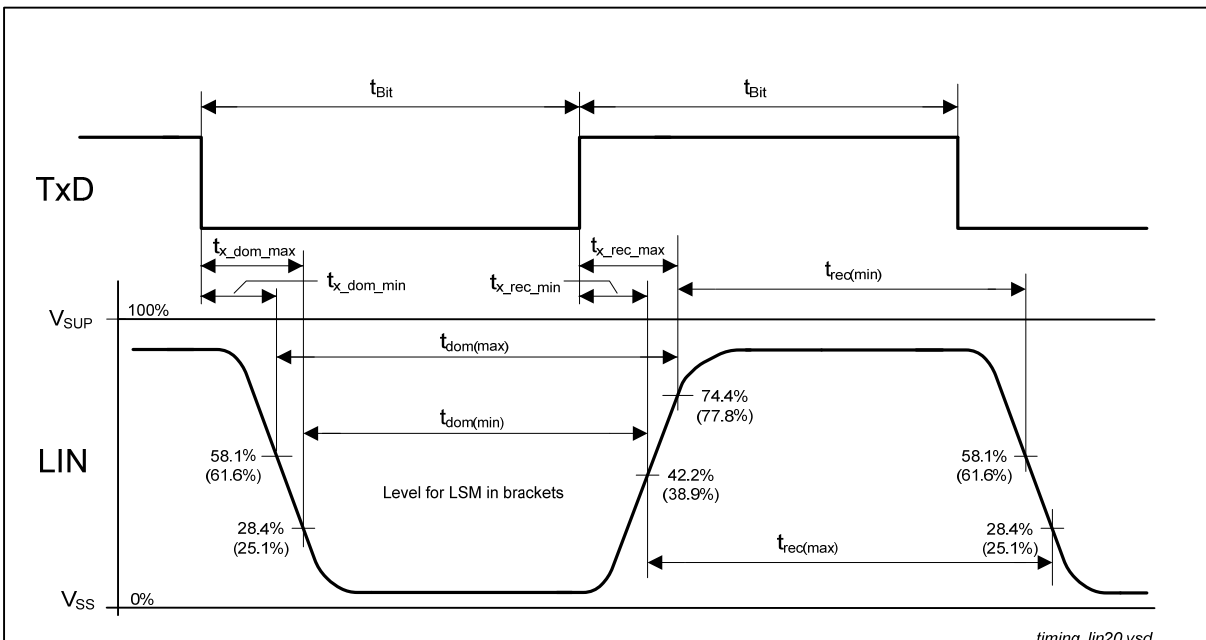 tBit
tBit
TxD
tx_dom_max
tx_dom_min
tx_rec_max
tx_rec_min
trec(min)
VSUP
100%
tdom(max)
74.4%
(77.8%)
tdom(min)
LIN
58.1%
(61.6%)
Level for LSM in brackets
42.2%
(38.9%)
58.1%
(61.6%)
28.4%
(25.1%)
trec(max)
28.4%
(25.1%)
VSS
0%
timing_lin20.vsd